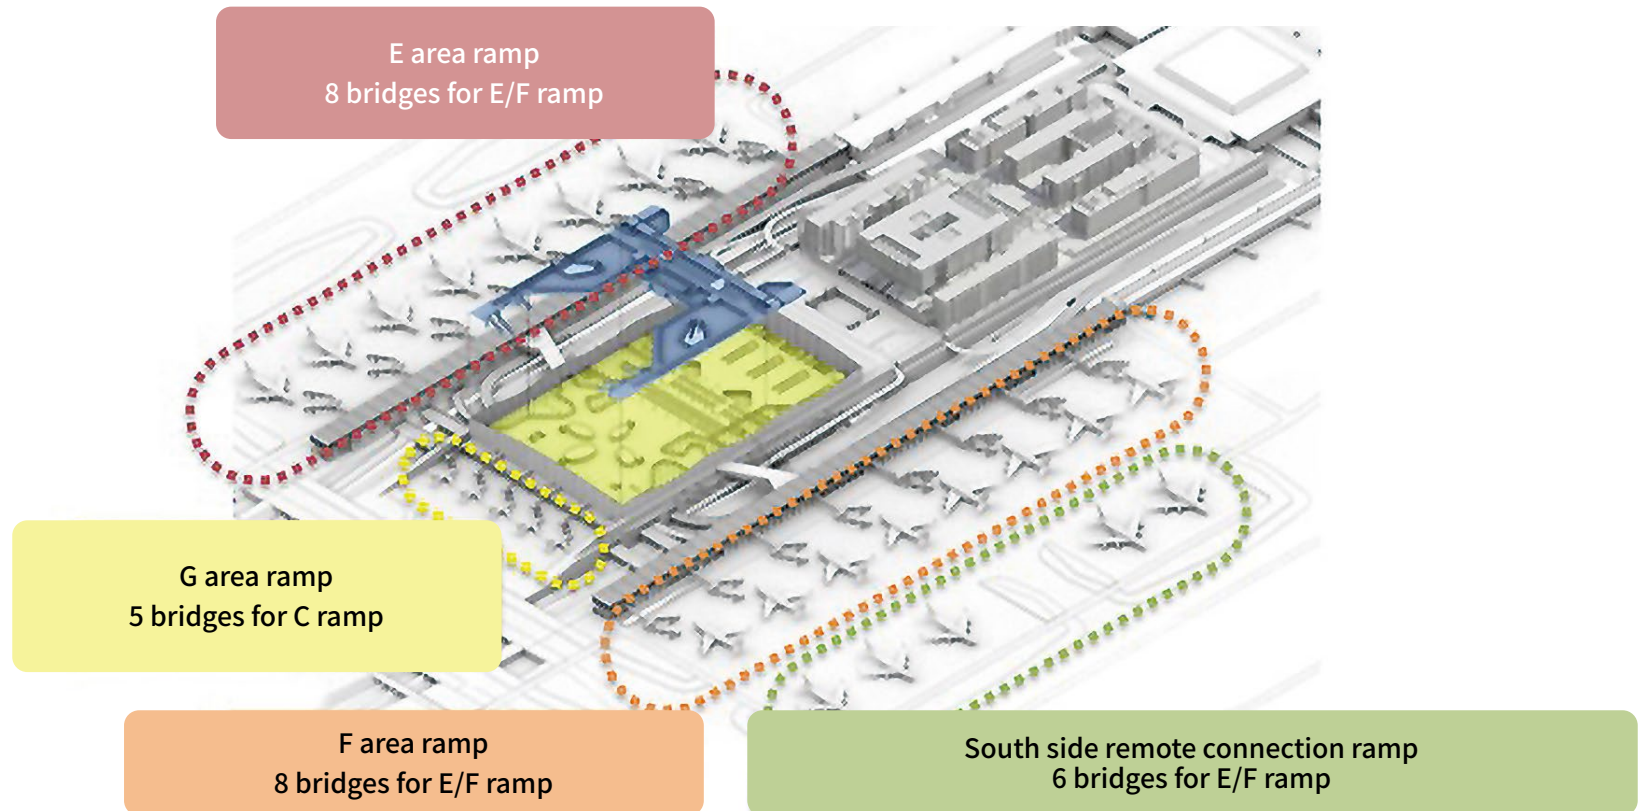 E area ramp
8 bridges for E/F ramp
G area ramp
5 bridges for C ramp
F area ramp
8 bridges for E/F ramp
South side remote connection ramp
6 bridges for E/F ramp